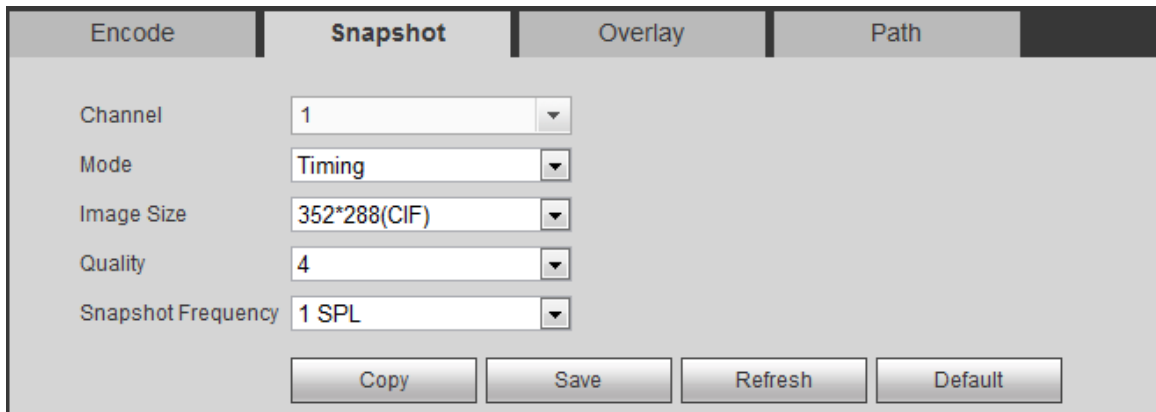 Encode Snapshot Overlay Path
Channel 1
Mode Timing
Image Size 352*288(CIF)
Quality 4
Snapshot Frequency 1 SPL
Copy Save Refresh Default